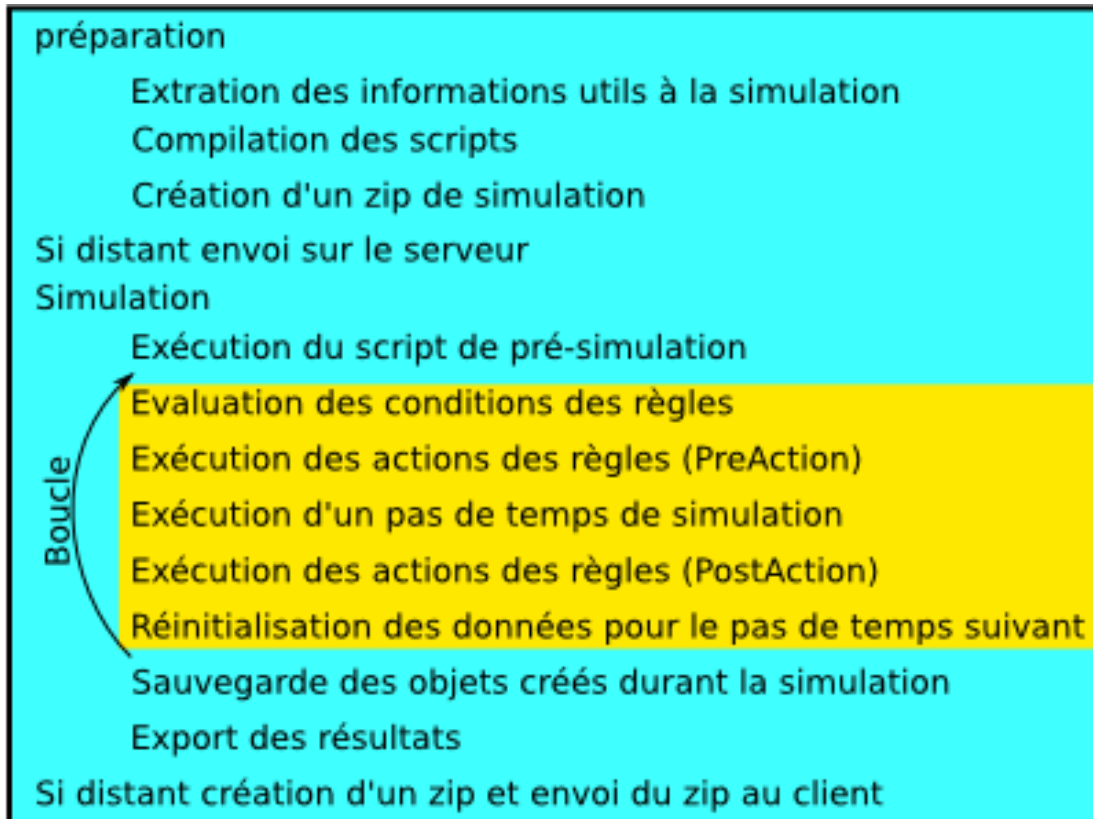 préparation
Extration des informations utils à la simulation
Compilation des scripts
Création d'un zip de simulation
Si distant envoi sur le serveur
Simulation
Exécution du script de pré-simulation
Evaluation des conditions des règles
Exécution des actions des règles (PreAction)
Exécution d'un pas de temps de simulation
Exécution des actions des règles (PostAction)
Réinitialisation des données pour le pas de temps suivant
Boucle
Sauvegarde des objets créés durant la simulation
Export des résultats
Si distant création d'un zip et envoi du zip au client